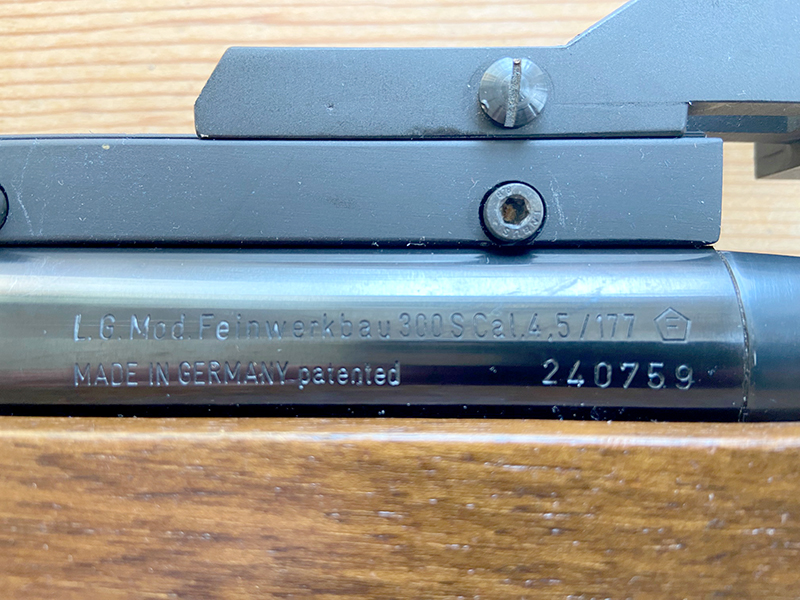 L.G. Mod. Feinwerkbau 300 S Cal. 4,5 / 177 F
MADE IN GERMANY patented 240759